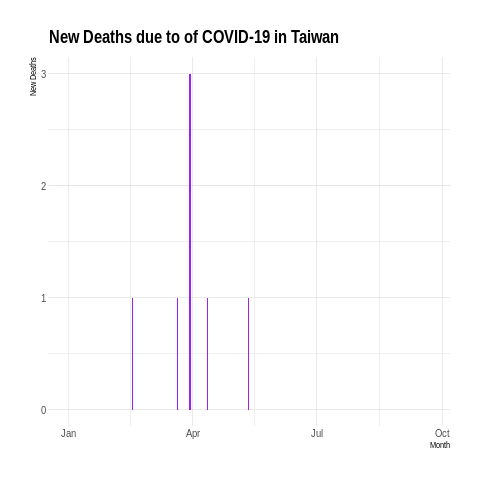 New Deaths due to of COVID-19 in Taiwan
New Deaths
3
2
1
0
Jan Apr Jul Oct
Month